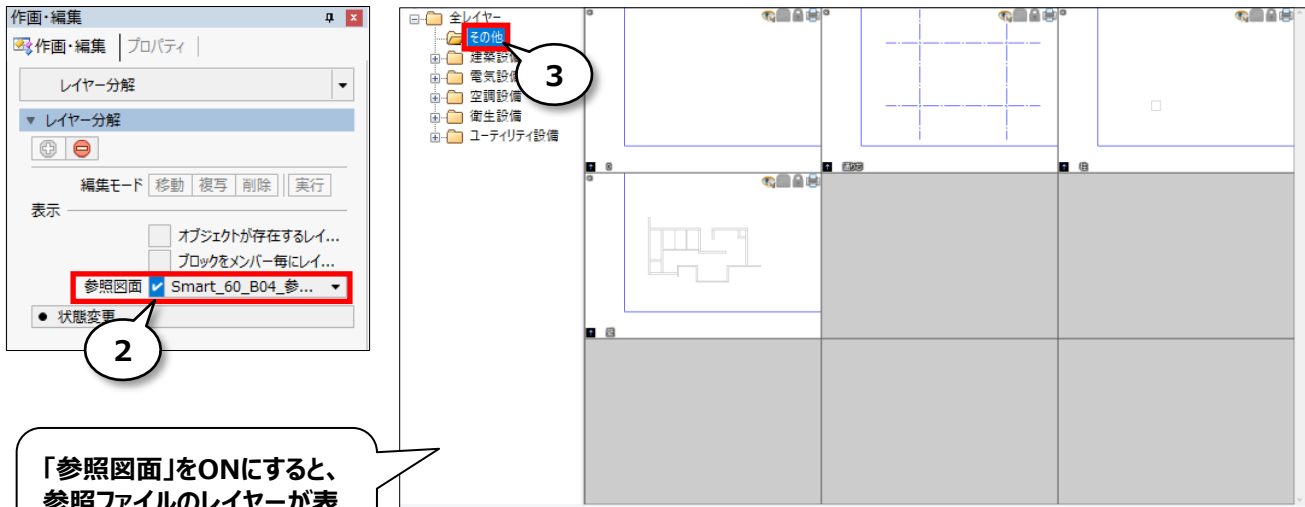 作画・編集
作画・編集
プロパティ
レイヤー分解
レイヤー分解
編集モード 移動 複写 削除 実行
表示
オブジェクトが存在するレイ...
ブロックをメンバー毎にレイ...
参照図面 Smart_60_B04_参...
状態変更
2
「参照図面」をONにすると、
参照ファイルのレイヤーが表
全レイヤー
その他
建築設備
電気設備
空調設備
衛生設備
ユーティリティ設備
3
0